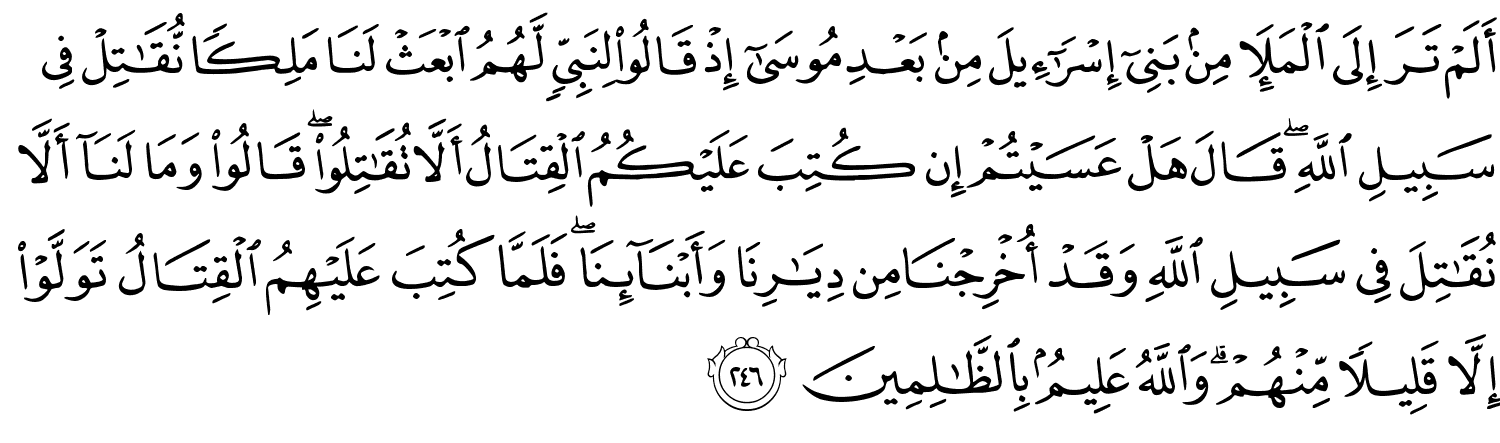 أَلَمْ تَرَ إِلَى ٱلْمَلَإِ مِنۢ بَنِىٓ إِسْرَٰٓءِيلَ مِنۢ بَعْدِ مُوسَىٰٓ إِذْ قَالُوا۟ لِنَبِىٍّ لَّهُمُ ٱبْعَثْ لَنَا مَلِكًا نُّقَـٰتِلْ فِى
سَبِيلِ ٱللَّهِ ۖ قَالَ هَلْ عَسَيْتُمْ إِن كُتِبَ عَلَيْكُمُ ٱلْقِتَالُ أَلَّا تُقَـٰتِلُوا۟ ۖ قَالُوا۟ وَمَا لَنَآ أَلَّا
نُقَـٰتِلَ فِى سَبِيلِ ٱللَّهِ وَقَدْ أُخْرِجْنَا مِن دِيَـٰرِنَا وَأَبْنَآئِنَا ۖ فَلَمَّا كُتِبَ عَلَيْهِمُ ٱلْقِتَالُ تَوَلَّوْا۟
إِلَّا قَلِيلًا مِّنْهُمْ ۗ وَٱللَّهُ عَلِيمٌۢ بِٱلظَّـٰلِمِينَ ٢٤٦